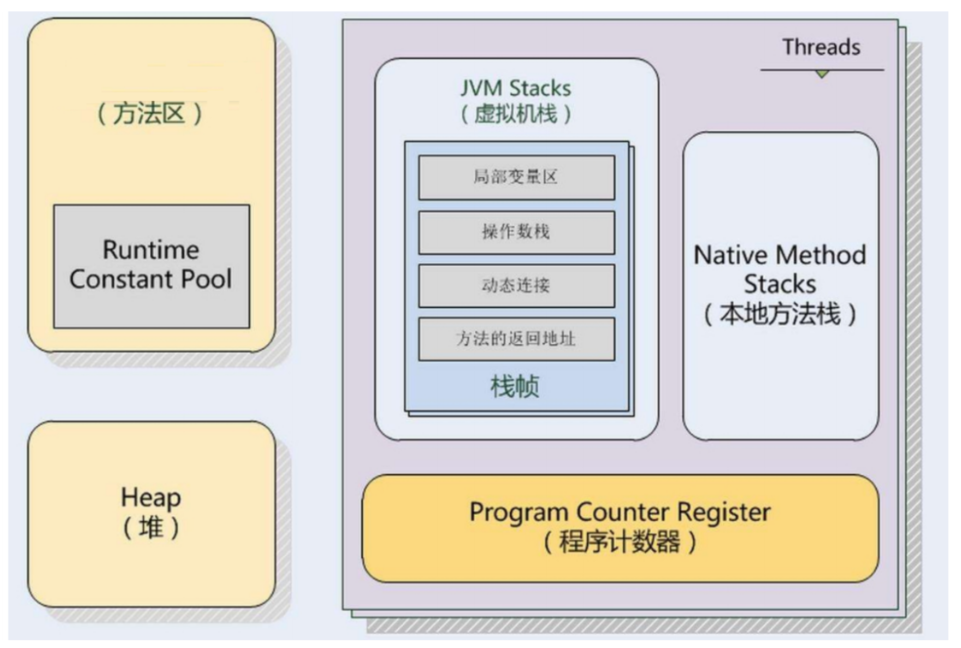 （方法区）
Runtime
Constant Pool
Heap
（堆）
Threads
JVM Stacks
（虚拟机栈）
局部变量区
操作数栈
动态连接
方法的返回地址
栈帧
Native Method
Stacks
（本地方法栈）
Program Counter Register
（程序计数器）